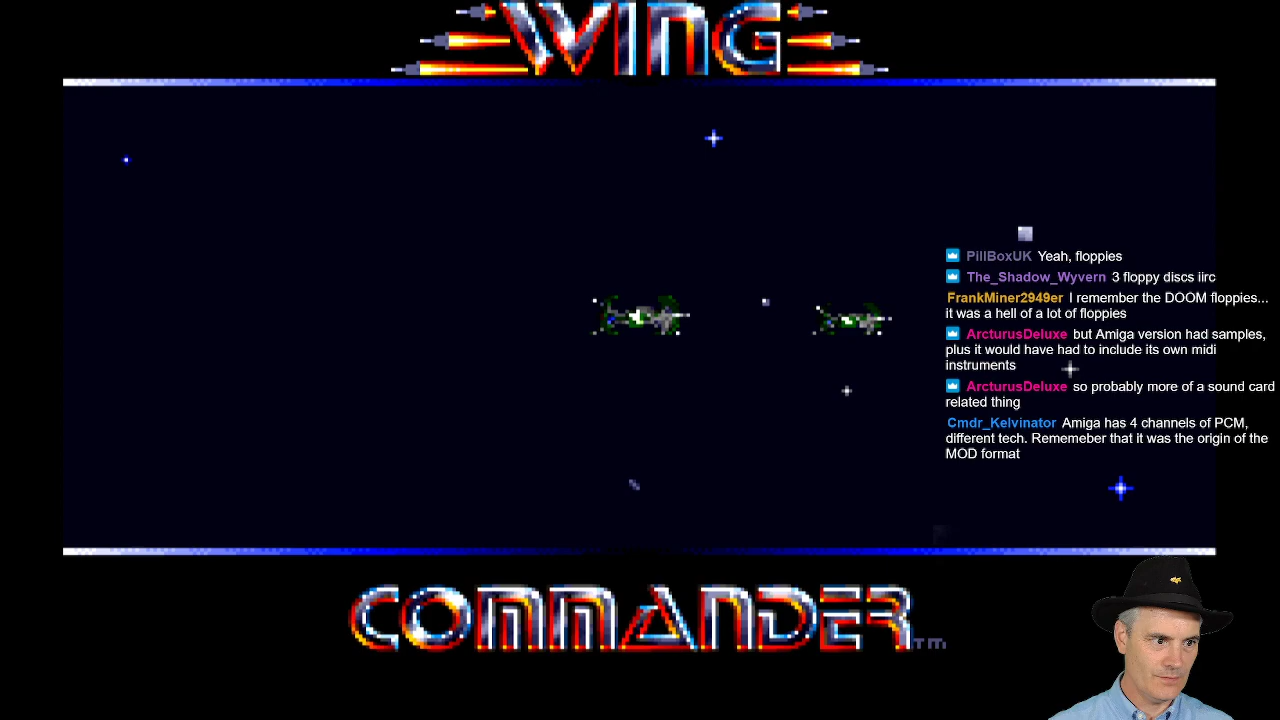 WING
PillBoxUK Yeah, floppies
The_Shadow_Wyvern 3 floppy discs iirc
FrankMiner2949er I remember the DOOM floppies...
it was a hell of a lot of floppies
ArcturusDeluxe but Amiga version had samples,
plus it would have had to include its own midi
instruments
ArcturusDeluxe so probably more of a sound card
related thing
Cmdr_Kelvinator Amiga has 4 channels of PCM,
different tech. Rememeber that it was the origin of the
MOD format
COMMANDER™